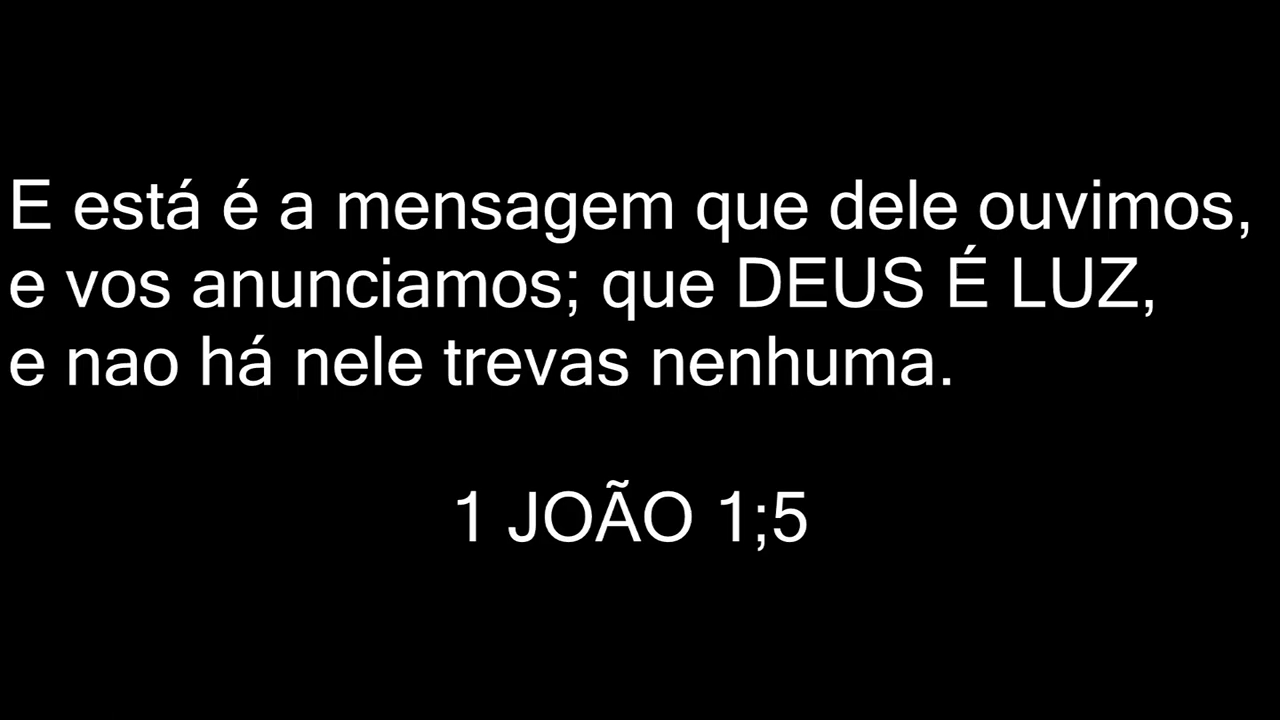 E está é a mensagem que dele ouvimos,
e vos anunciamos; que DEUS É LUZ,
e nao há nele trevas nenhuma.
1 JOÃO 1;5